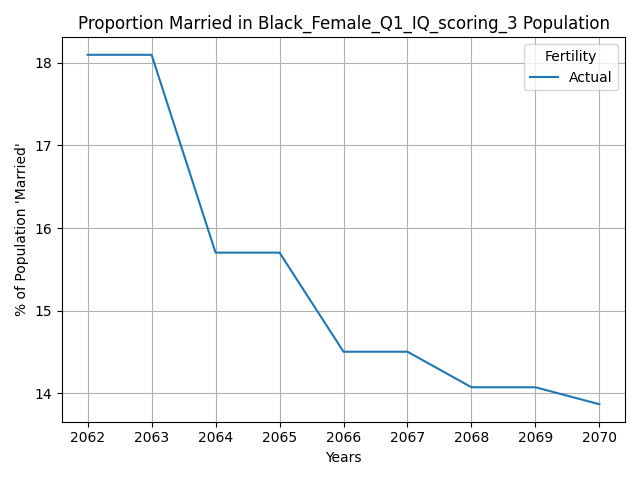 Proportion Married in Black_Female_Q1_IQ_scoring_3 Population
Fertility
Actual
% of Population 'Married'
18
17
16
15
14
2062 2063 2064 2065 2066 2067 2068 2069 2070
Years